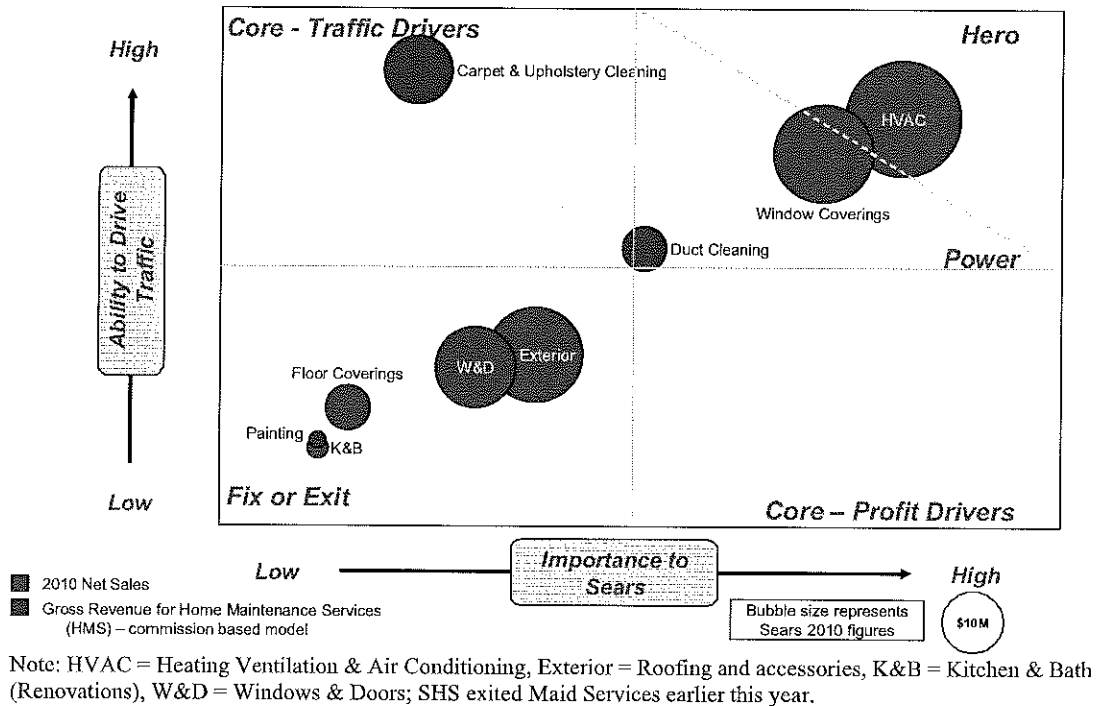 Core - Traffic Drivers
Hero
High
Carpet & Upholstery Cleaning
HVAC
Window Coverings
Ability to Drive
Traffic
Duct Cleaning
Power
Exterior
W&D
Floor Coverings
Painting
K&B
Low
Fix or Exit
Core – Profit Drivers
Low
Importance to
Sears
High
2010 Net Sales
Gross Revenue for Home Maintenance Services
(HMS) – commission based model
Bubble size represents
Sears 2010 figures
$10M
Note: HVAC = Heating Ventilation & Air Conditioning, Exterior = Roofing and accessories, K&B = Kitchen & Bath
(Renovations), W&D = Windows & Doors; SHS exited Maid Services earlier this year.